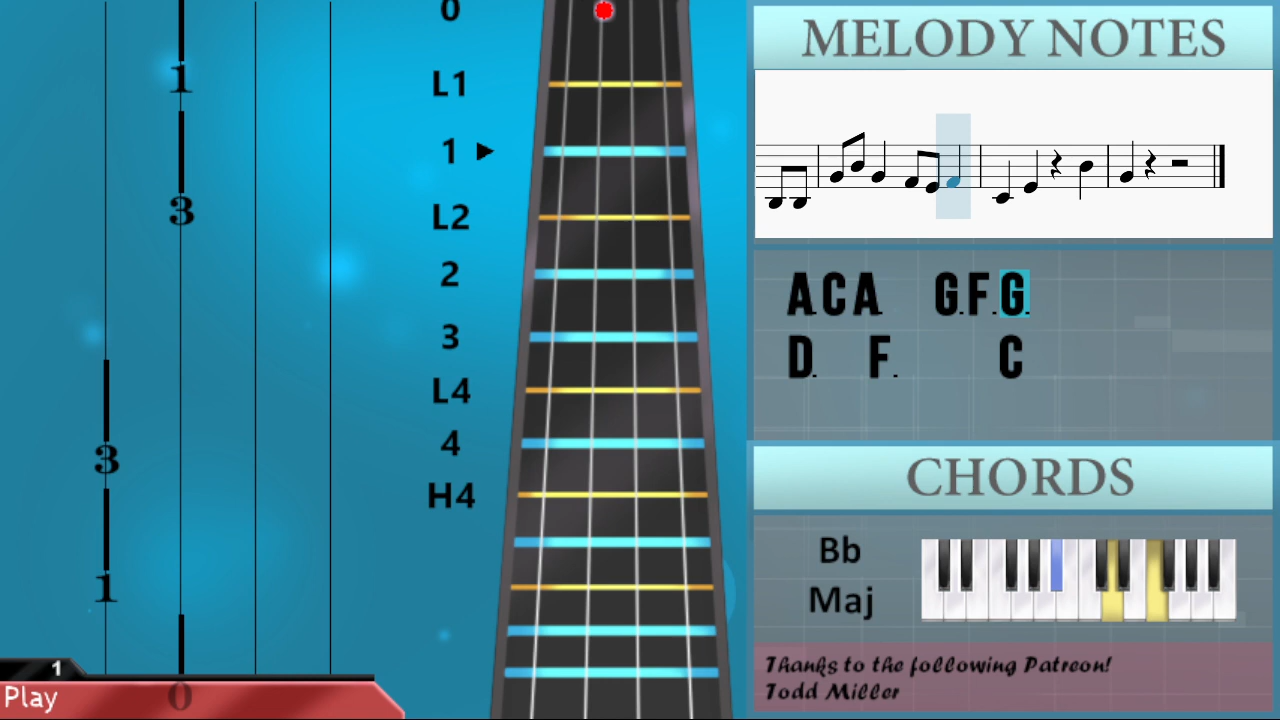 1
3
3
1
0
1
Play
0
L1
1
L2
2
3
L4
4
H4
MELODY NOTES
A.CA. G.F.G.
D. F. C
CHORDS
Bb
Maj
Thanks to the following Patreon!
Todd Miller